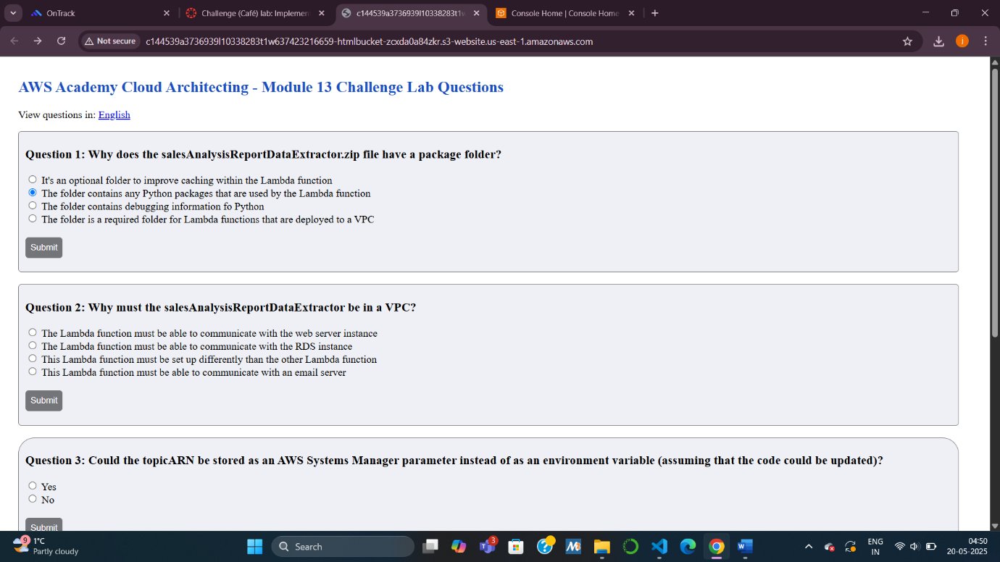 OnTrack
Challenge (Café) lab: Implemen
c144539a3736939l10338283t1w
Console Home | Console Home
Not secure
c144539a3736939l10338283t1w637423216659-htmlbucket-zcxda0a84zkr.s3-website.us-east-1.amazonaws.com
j
AWS Academy Cloud Architecting - Module 13 Challenge Lab Questions
View questions in: English
Question 1: Why does the salesAnalysisReportDataExtractor.zip file have a package folder?
It's an optional folder to improve caching within the Lambda function
The folder contains any Python packages that are used by the Lambda function
The folder contains debugging information fo Python
The folder is a required folder for Lambda functions that are deployed to a VPC
Submit
Question 2: Why must the salesAnalysisReportDataExtractor be in a VPC?
The Lambda function must be able to communicate with the web server instance
The Lambda function must be able to communicate with the RDS instance
This Lambda function must be set up differently than the other Lambda function
This Lambda function must be able to communicate with an email server
Submit
Question 3: Could the topicARN be stored as an AWS Systems Manager parameter instead of as an environment variable (assuming that the code could be updated)?
Yes
No
Submit
9
1°C
Partly cloudy
Search
3
ENG
IN
04:50
20-05-2025